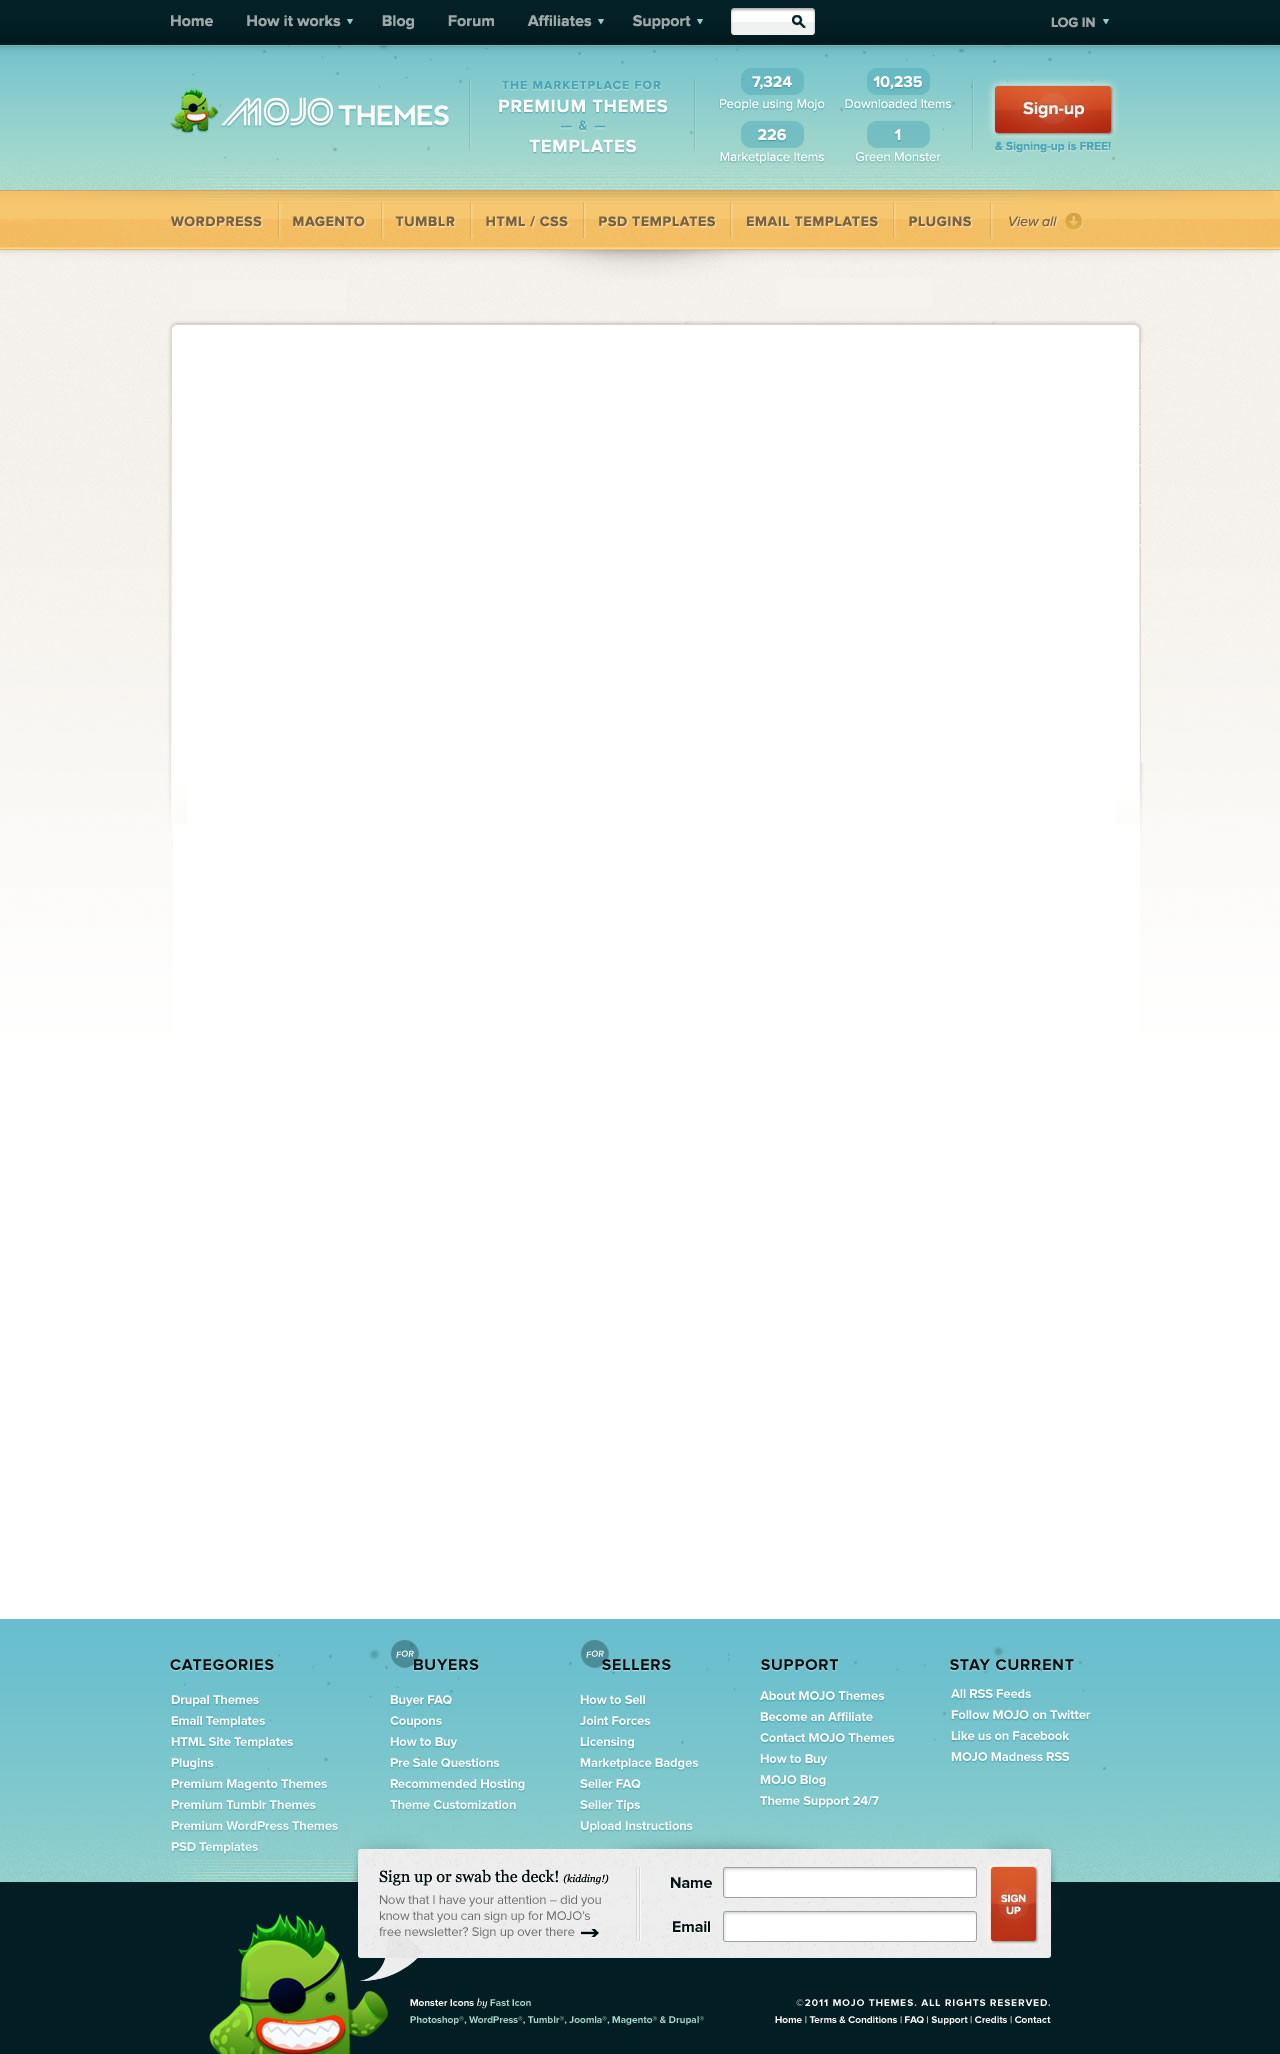 Home How it works Blog Forum Affiliates Support LOG IN
MOJO THEMES
THE MARKETPLACE FOR
PREMIUM THEMES
— & —
TEMPLATES
7,324
People using Mojo
10,235
Downloaded Items
226
Marketplace Items
1
Green Monster
Sign-up
& Signing-up is FREE!
WORDPRESS MAGENTO TUMBLR HTML / CSS PSD TEMPLATES EMAIL TEMPLATES PLUGINS View all
CATEGORIES
Drupal Themes
Email Templates
HTML Site Templates
Plugins
Premium Magento Themes
Premium Tumblr Themes
Premium WordPress Themes
PSD Templates
FOR BUYERS
Buyer FAQ
Coupons
How to Buy
Pre Sale Questions
Recommended Hosting
Theme Customization
FOR SELLERS
How to Sell
Joint Forces
Licensing
Marketplace Badges
Seller FAQ
Seller Tips
Upload Instructions
SUPPORT
About MOJO Themes
Become an Affiliate
Contact MOJO Themes
How to Buy
MOJO Blog
Theme Support 24/7
STAY CURRENT
All RSS Feeds
Follow MOJO on Twitter
Like us on Facebook
MOJO Madness RSS
Sign up or swab the deck! (kidding!)
Now that I have your attention – did you
know that you can sign up for MOJO's
free newsletter? Sign up over there
Name
Email
SIGN
UP
Monster Icons by Fast Icon
Photoshop®, WordPress®, Tumblr®, Joomla®, Magento® & Drupal®
©2011 MOJO THEMES. ALL RIGHTS RESERVED.
Home | Terms & Conditions | FAQ | Support | Credits | Contact